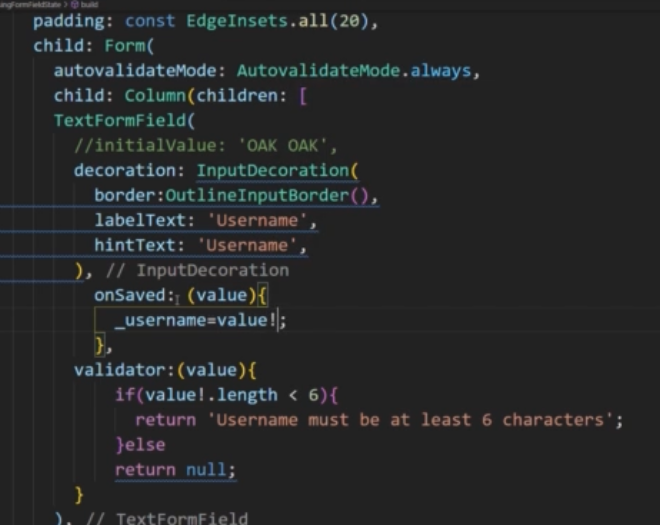 ingFormFieldState > build
padding: const EdgeInsets.all(20),
child: Form(
autovalidateMode: AutovalidateMode.always,
child: Column(children: [
TextFormField(
//initialValue: 'OAK OAK',
decoration: InputDecoration(
border:OutlineInputBorder(),
labelText: 'Username',
hintText: 'Username',
), // InputDecoration
onSaved: (value){
_username=value!;
},
validator:(value){
if(value!.length < 6){
return 'Username must be at least 6 characters';
}else
return null;
}
), // TextFormField